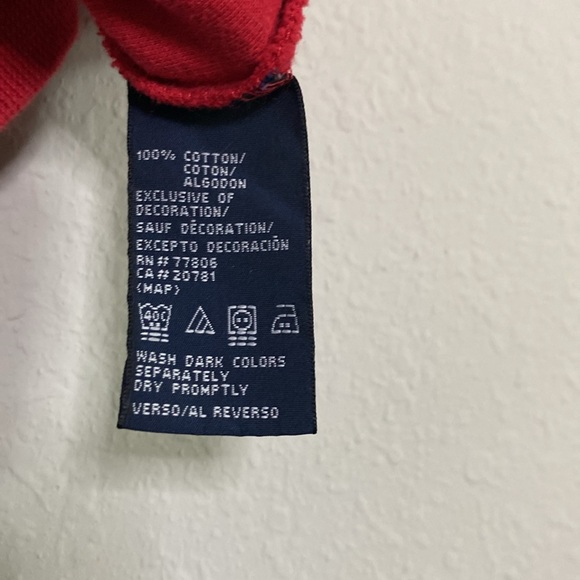 100% COTTON/
COTON/
ALGODON
EXCLUSIVE OF
DECORATION/
SAUF DÉCORATION/
EXCEPTO DECORACIÓN
RN# 77806
CA# 20781
(MAP)
40C
WASH DARK COLORS
SEPARATELY
DRY PROMPTLY
VERSO/AL REVERSO